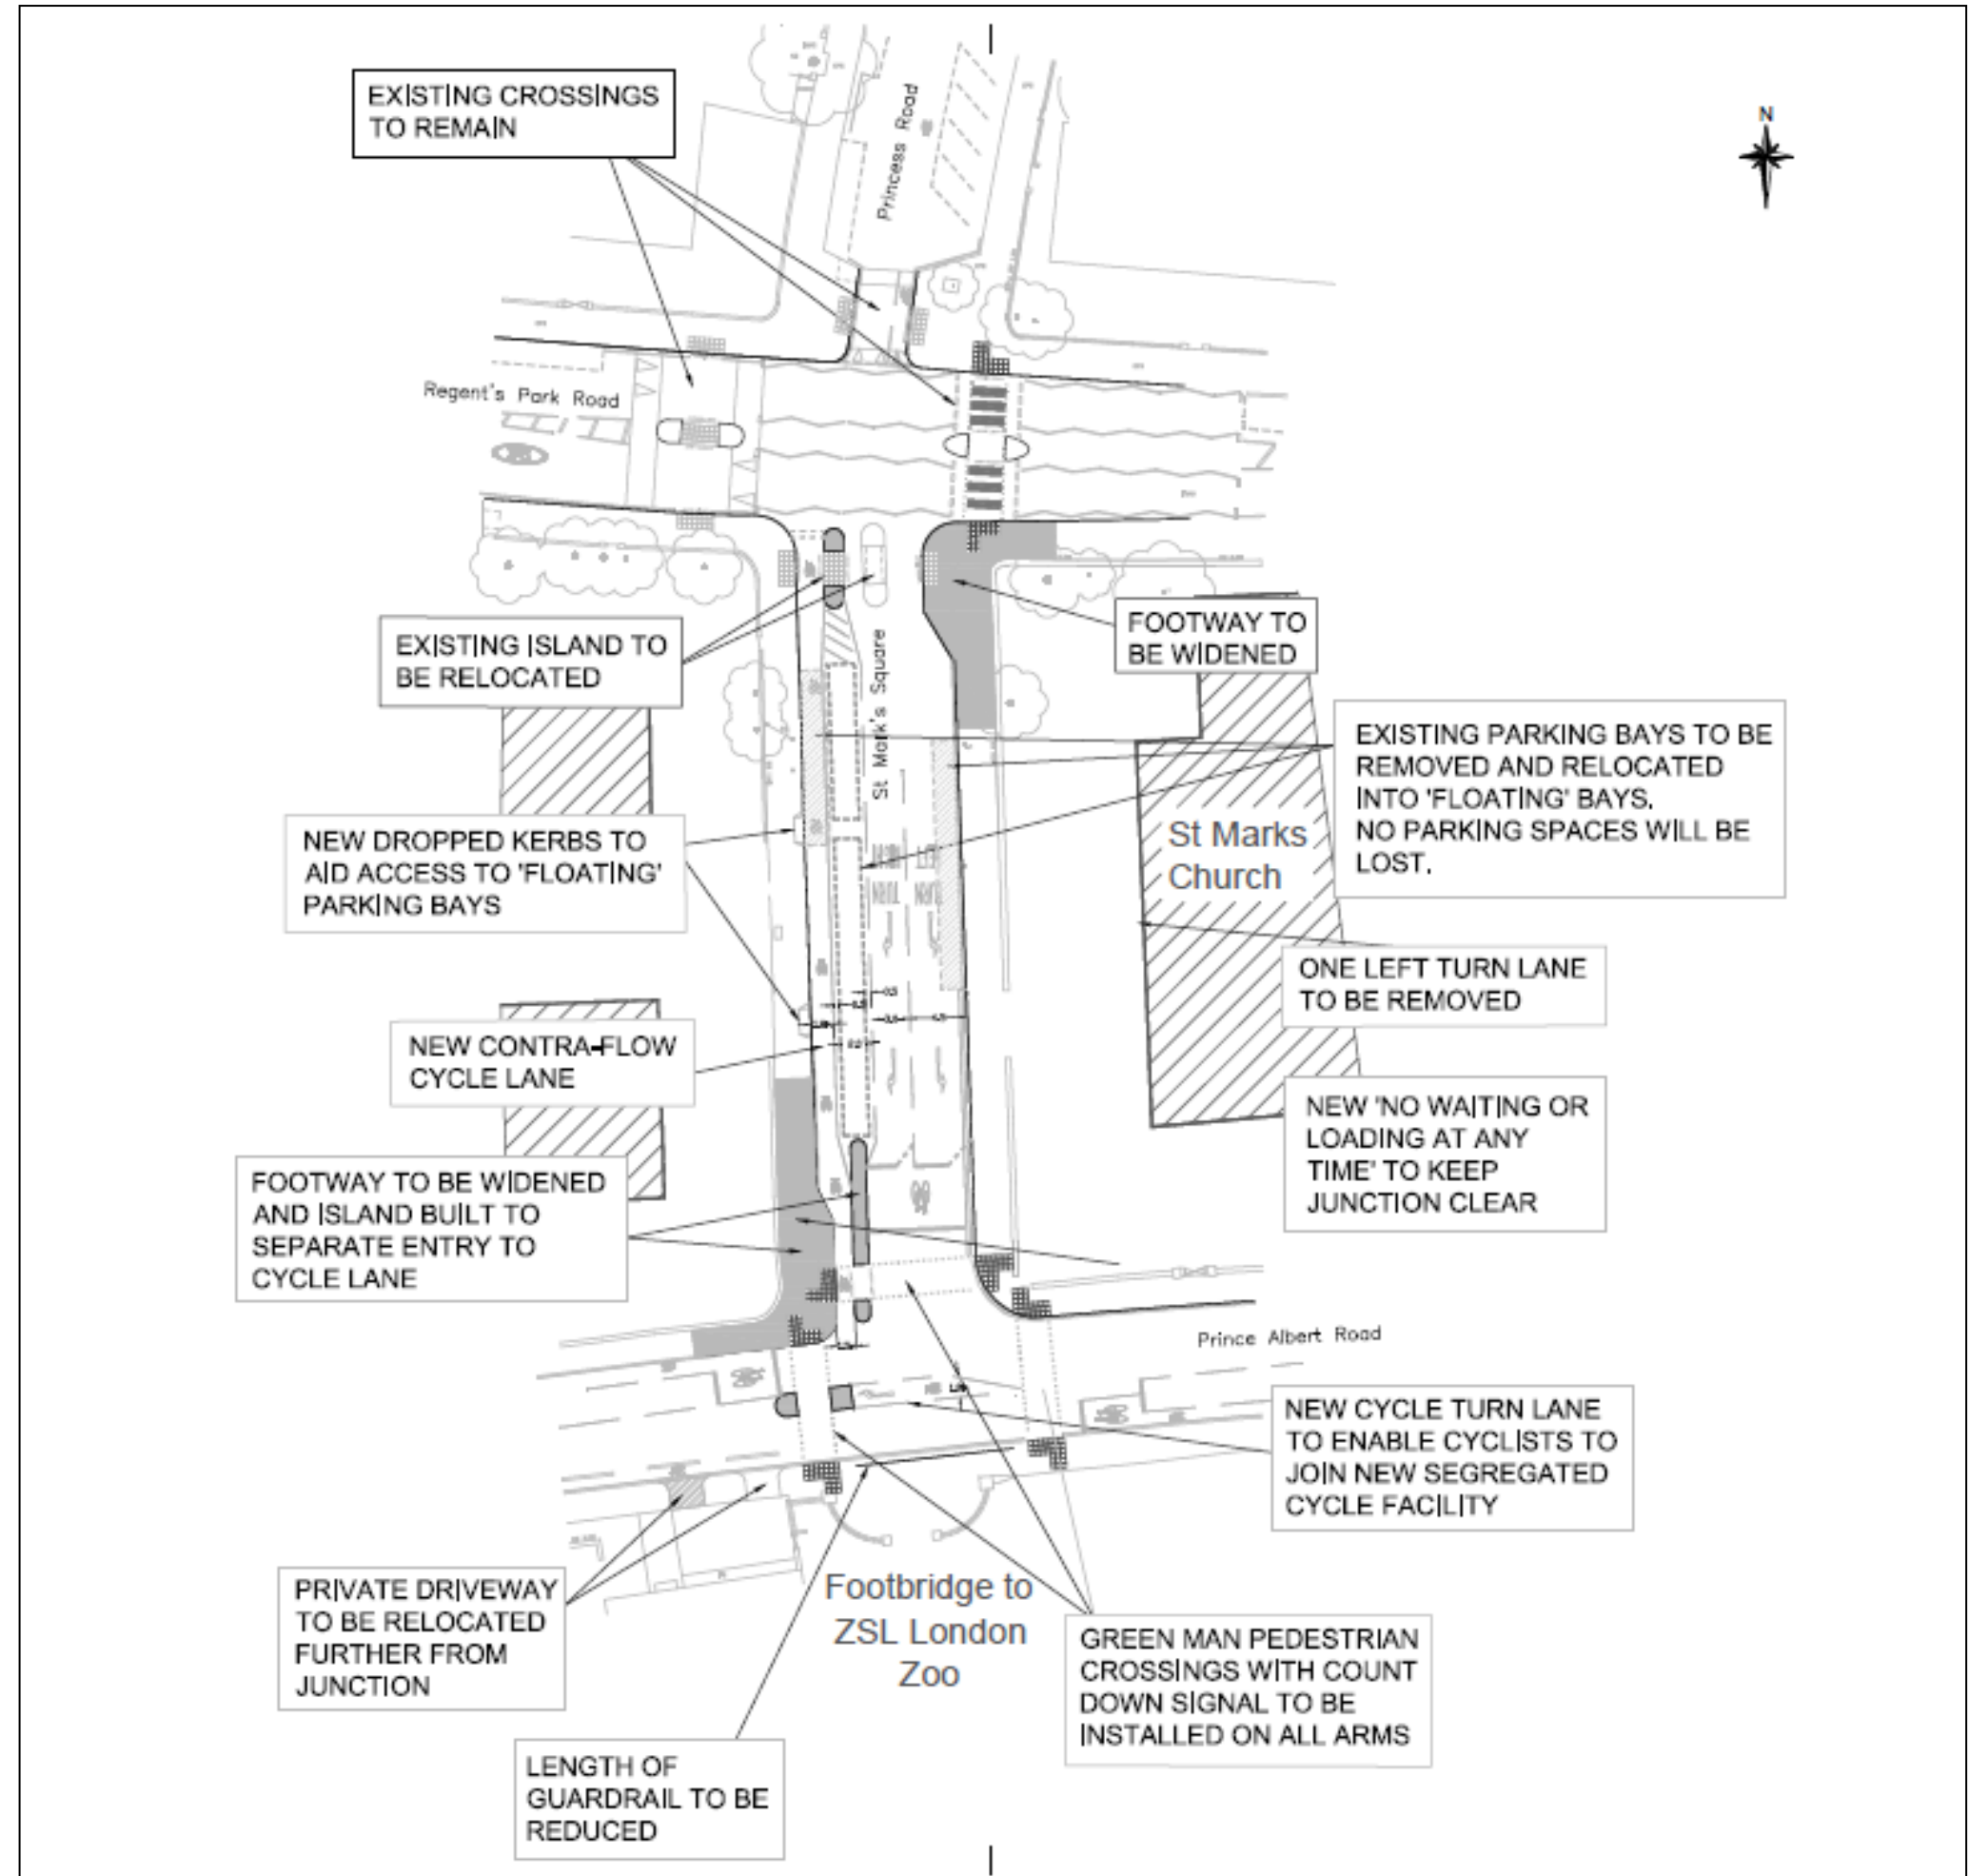 N
EXISTING CROSSINGS
TO REMAIN
Princess Road
Regent's Park Road
EXISTING ISLAND TO
BE RELOCATED
St Mark's Square
FOOTWAY TO
BE WIDENED
EXISTING PARKING BAYS TO BE
REMOVED AND RELOCATED
INTO 'FLOATING' BAYS.
NO PARKING SPACES WILL BE
LOST.
NEW DROPPED KERBS TO
AID ACCESS TO 'FLOATING'
PARKING BAYS
St Marks
Church
ONE LEFT TURN LANE
TO BE REMOVED
NEW CONTRA-FLOW
CYCLE LANE
NEW 'NO WAITING OR
LOADING AT ANY
TIME' TO KEEP
JUNCTION CLEAR
FOOTWAY TO BE WIDENED
AND ISLAND BUILT TO
SEPARATE ENTRY TO
CYCLE LANE
Prince Albert Road
NEW CYCLE TURN LANE
TO ENABLE CYCLISTS TO
JOIN NEW SEGREGATED
CYCLE FACILITY
PRIVATE DRIVEWAY
TO BE RELOCATED
FURTHER FROM
JUNCTION
Footbridge to
ZSL London
Zoo
GREEN MAN PEDESTRIAN
CROSSINGS WITH COUNT
DOWN SIGNAL TO BE
INSTALLED ON ALL ARMS
LENGTH OF
GUARDRAIL TO BE
REDUCED